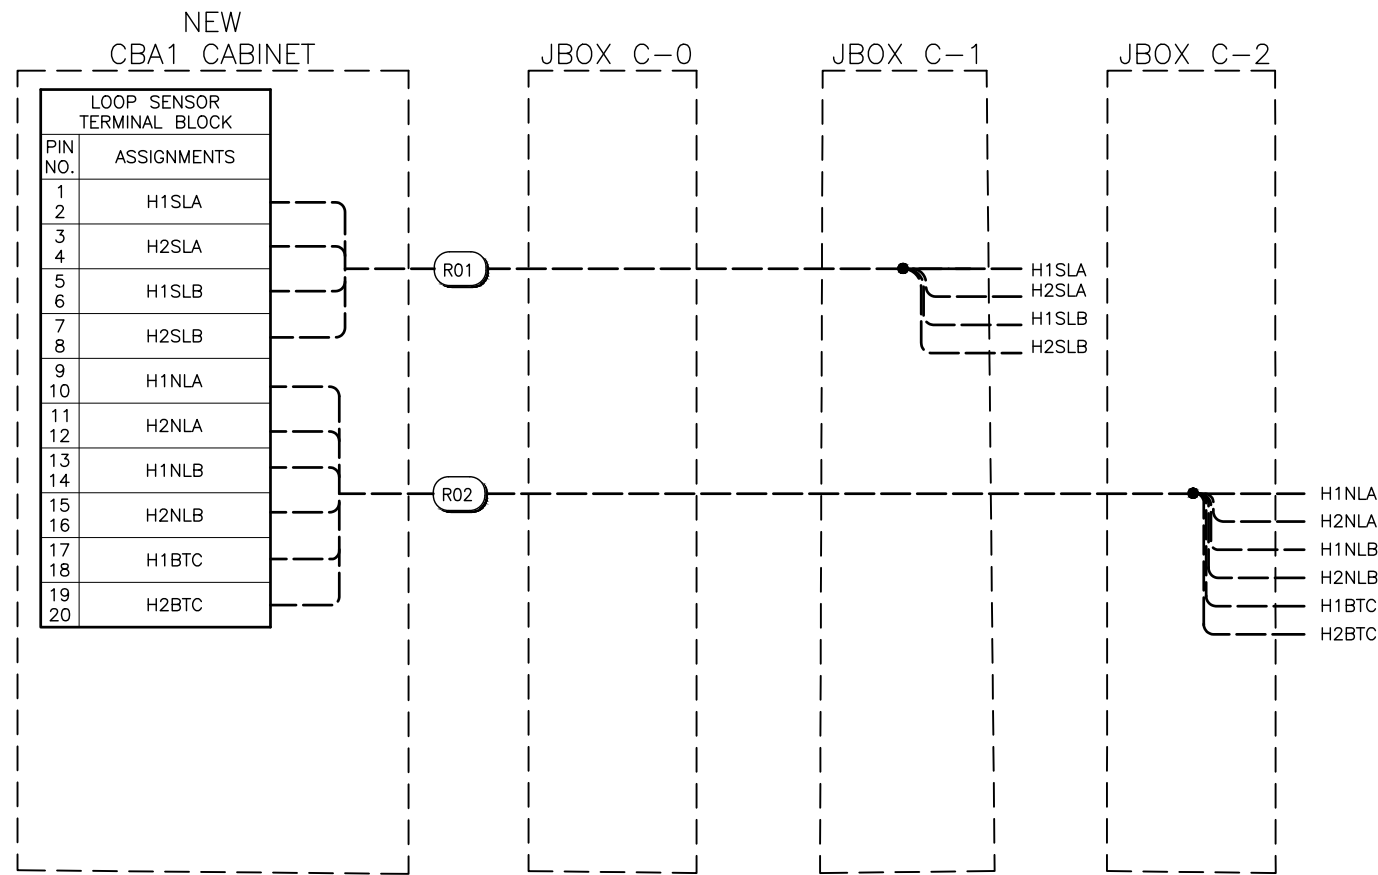 NEW
CBA1 CABINET
JBOX C-0
JBOX C-1
JBOX C-2
LOOP SENSOR
TERMINAL BLOCK
PIN
NO.
ASSIGNMENTS
1
2
H1SLA
3
4
H2SLA
5
6
H1SLB
7
8
H2SLB
9
10
H1NLA
11
12
H2NLA
13
14
H1NLB
15
16
H2NLB
17
18
H1BTC
19
20
H2BTC
R01
R02
H1SLA
H2SLA
H1SLB
H2SLB
H1NLA
H2NLA
H1NLB
H2NLB
H1BTC
H2BTC